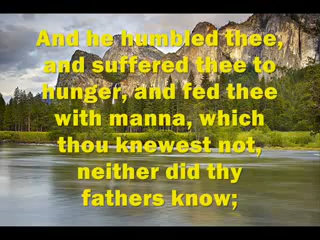 And he humbled thee,
and suffered thee to
hunger, and fed thee
with manna, which
thou knewest not,
neither did thy
fathers know;